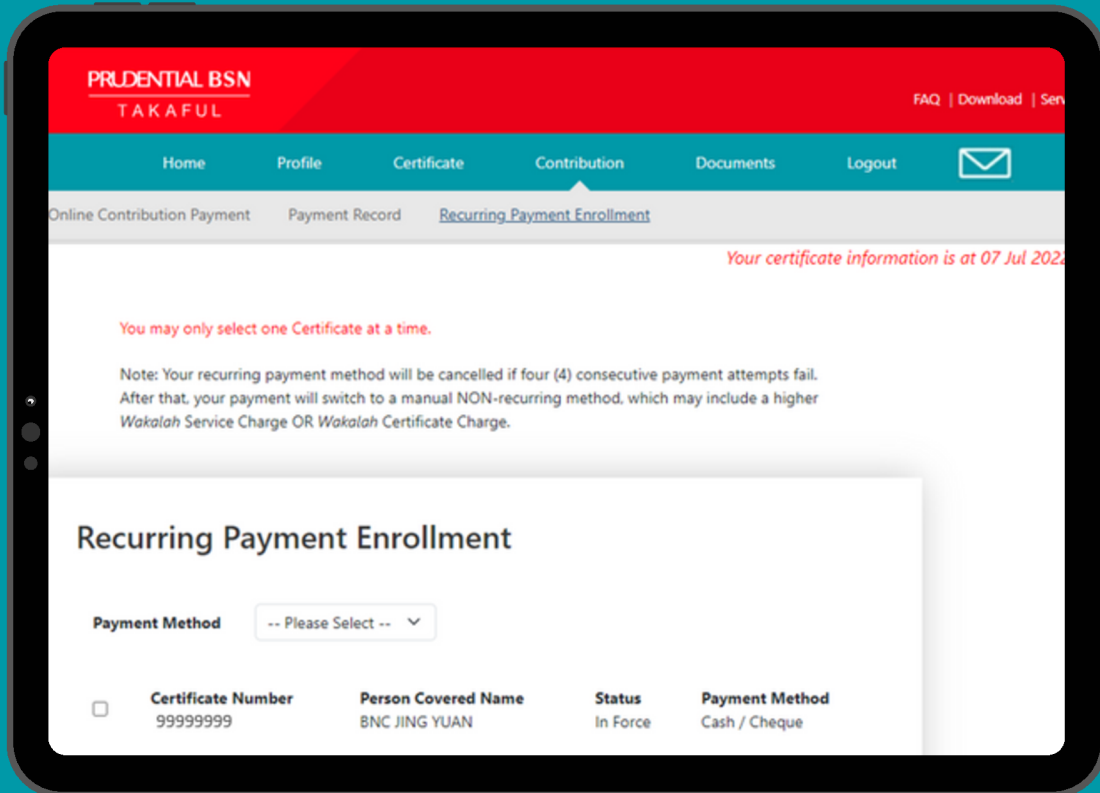 PRUDENTIAL BSN
TAKAFUL
FAQ | Download |
Home Profile Certificate Contribution Documents Logout
Online Contribution Payment Payment Record Recurring Payment Enrollment
Your certificate information is at 07 Jul 2022
You may only select one Certificate at a time.
Note: Your recurring payment method will be cancelled if four (4) consecutive payment attempts fail.
After that, your payment will switch to a manual NON-recurring method, which may include a higher
Wakalah Service Charge OR Wakalah Certificate Charge.
Recurring Payment Enrollment
Payment Method -- Please Select --
Certificate Number Person Covered Name Status Payment Method
99999999 BNC JING YUAN In Force Cash / Cheque